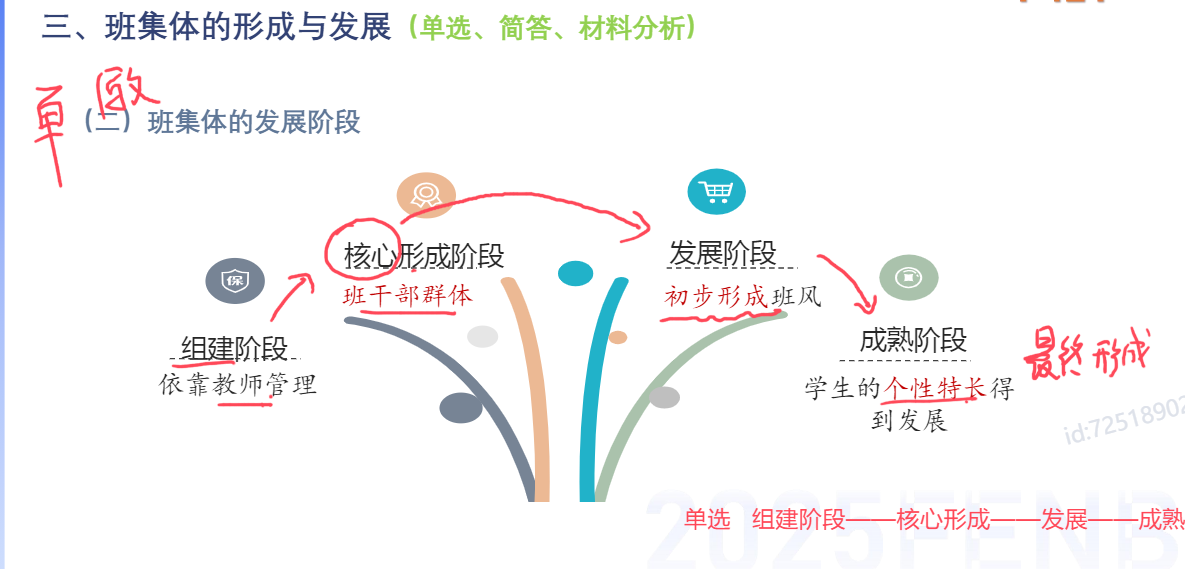 三、班集体的形成与发展（单选、简答、材料分析）
单
（二）班集体的发展阶段
核心形成阶段
班干部群体
发展阶段
初步形成班风
保
组建阶段
依靠教师管理
成熟阶段
学生的个性特长得
到发展
最终形成
id:72518902
2025FENB
单选 组建阶段——核心形成——发展——成熟